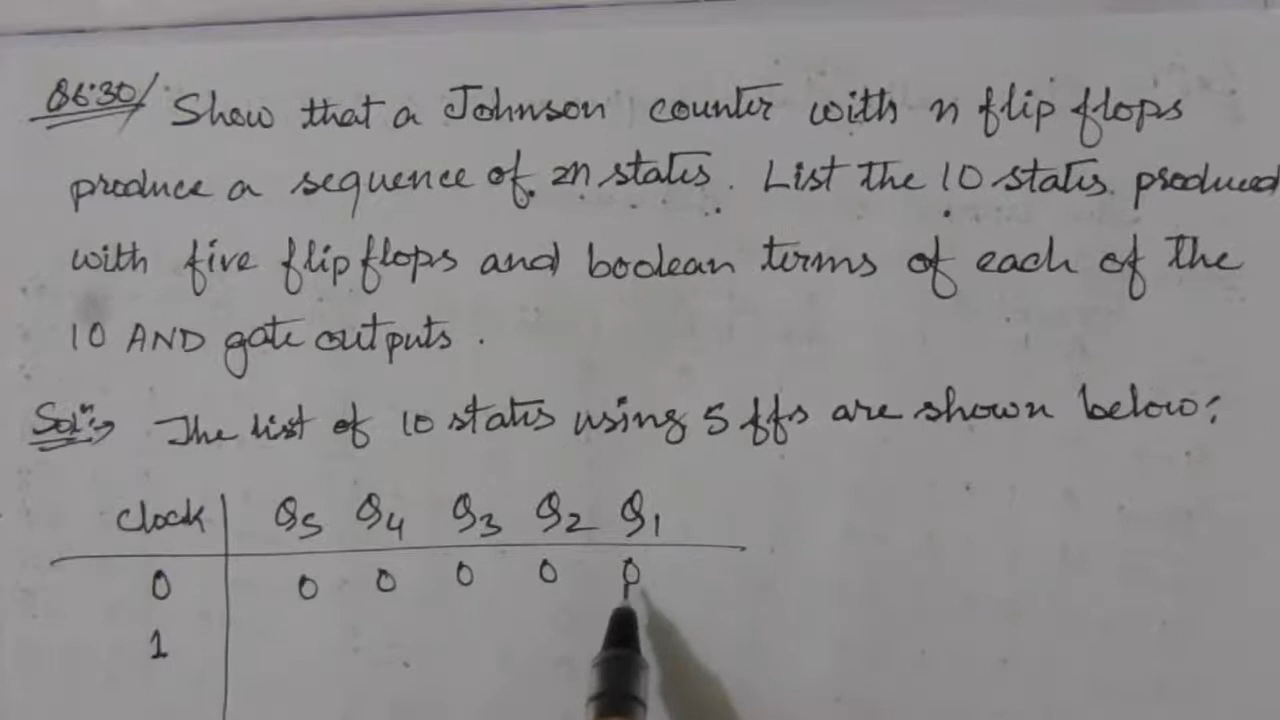 Q6.30/ Show that a Johnson counter with n flip flops
produce a sequence of 2n states. List the 10 states produced
with five flip flops and boolean terms of each of the
10 AND gate outputs.
Solⁿ:→ The list of 10 states using 5 ffs are shown below:
clock Q5 Q4 Q3 Q2 Q1
0 0 0 0 0 0
1